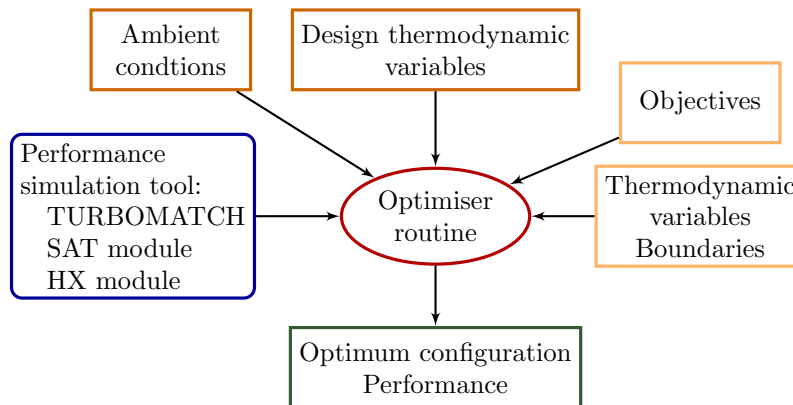 Ambient
condtions
Design thermodynamic
variables
Objectives
Performance
simulation tool:
TURBOMATCH
SAT module
HX module
Optimiser
routine
Thermodynamic
variables
Boundaries
Optimum configuration
Performance